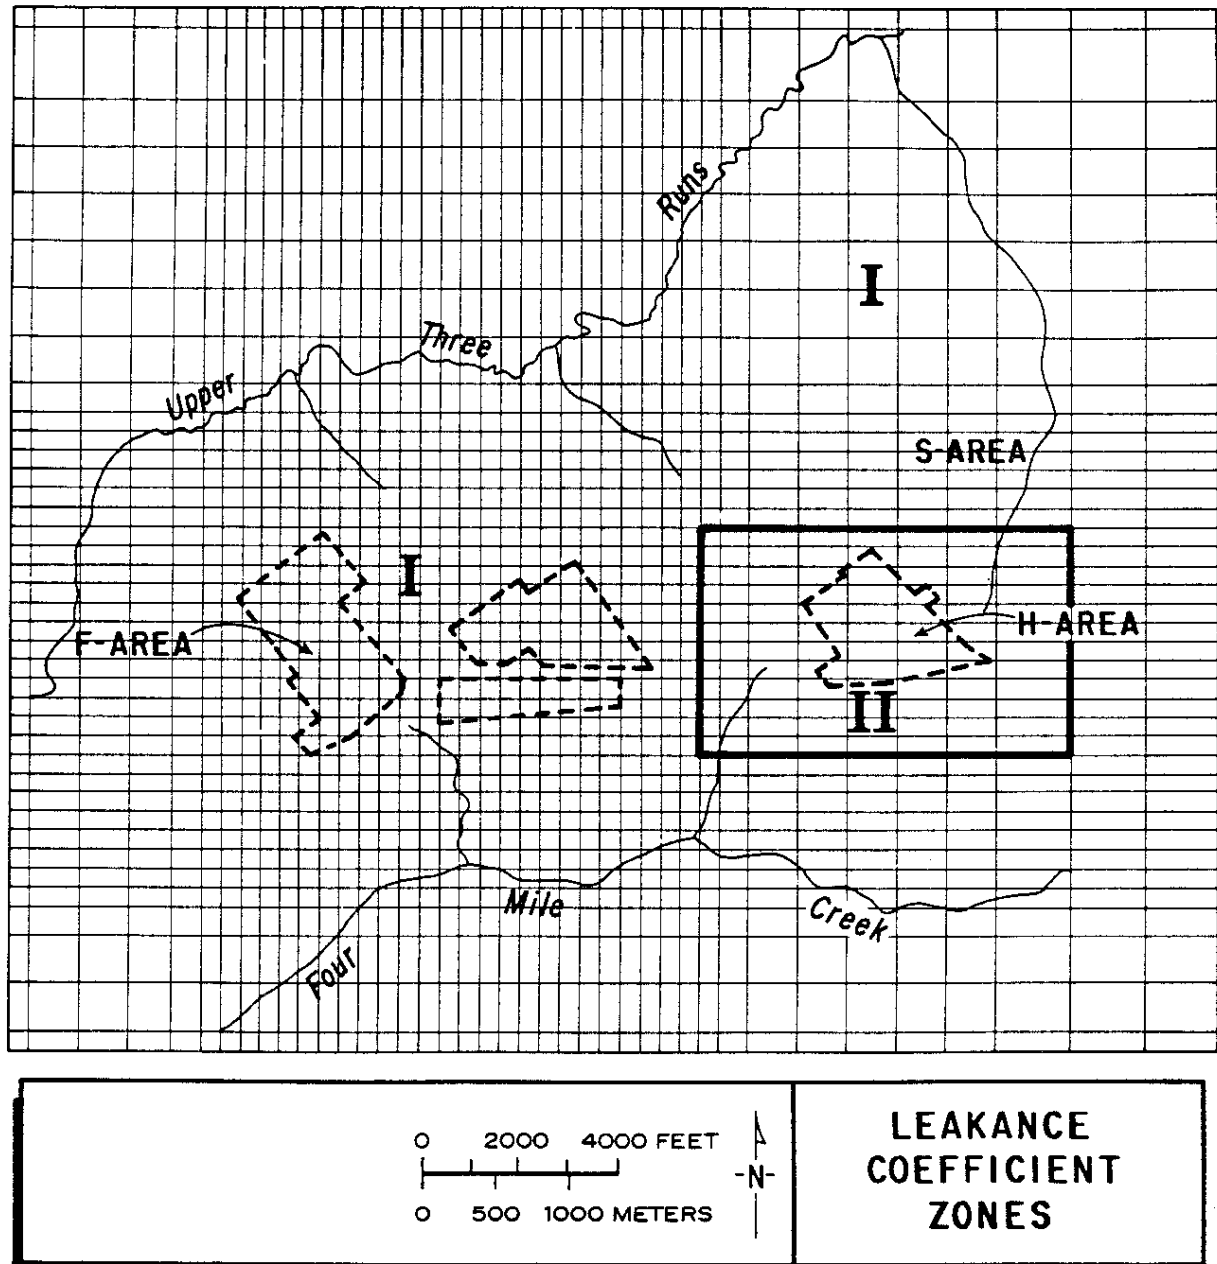 Runs
I
Three
Upper
S-AREA
I
F-AREA
H-AREA
II
Mile
Creek
Four
0 2000 4000 FEET
0 500 1000 METERS
-N-
LEAKANCE
COEFFICIENT
ZONES